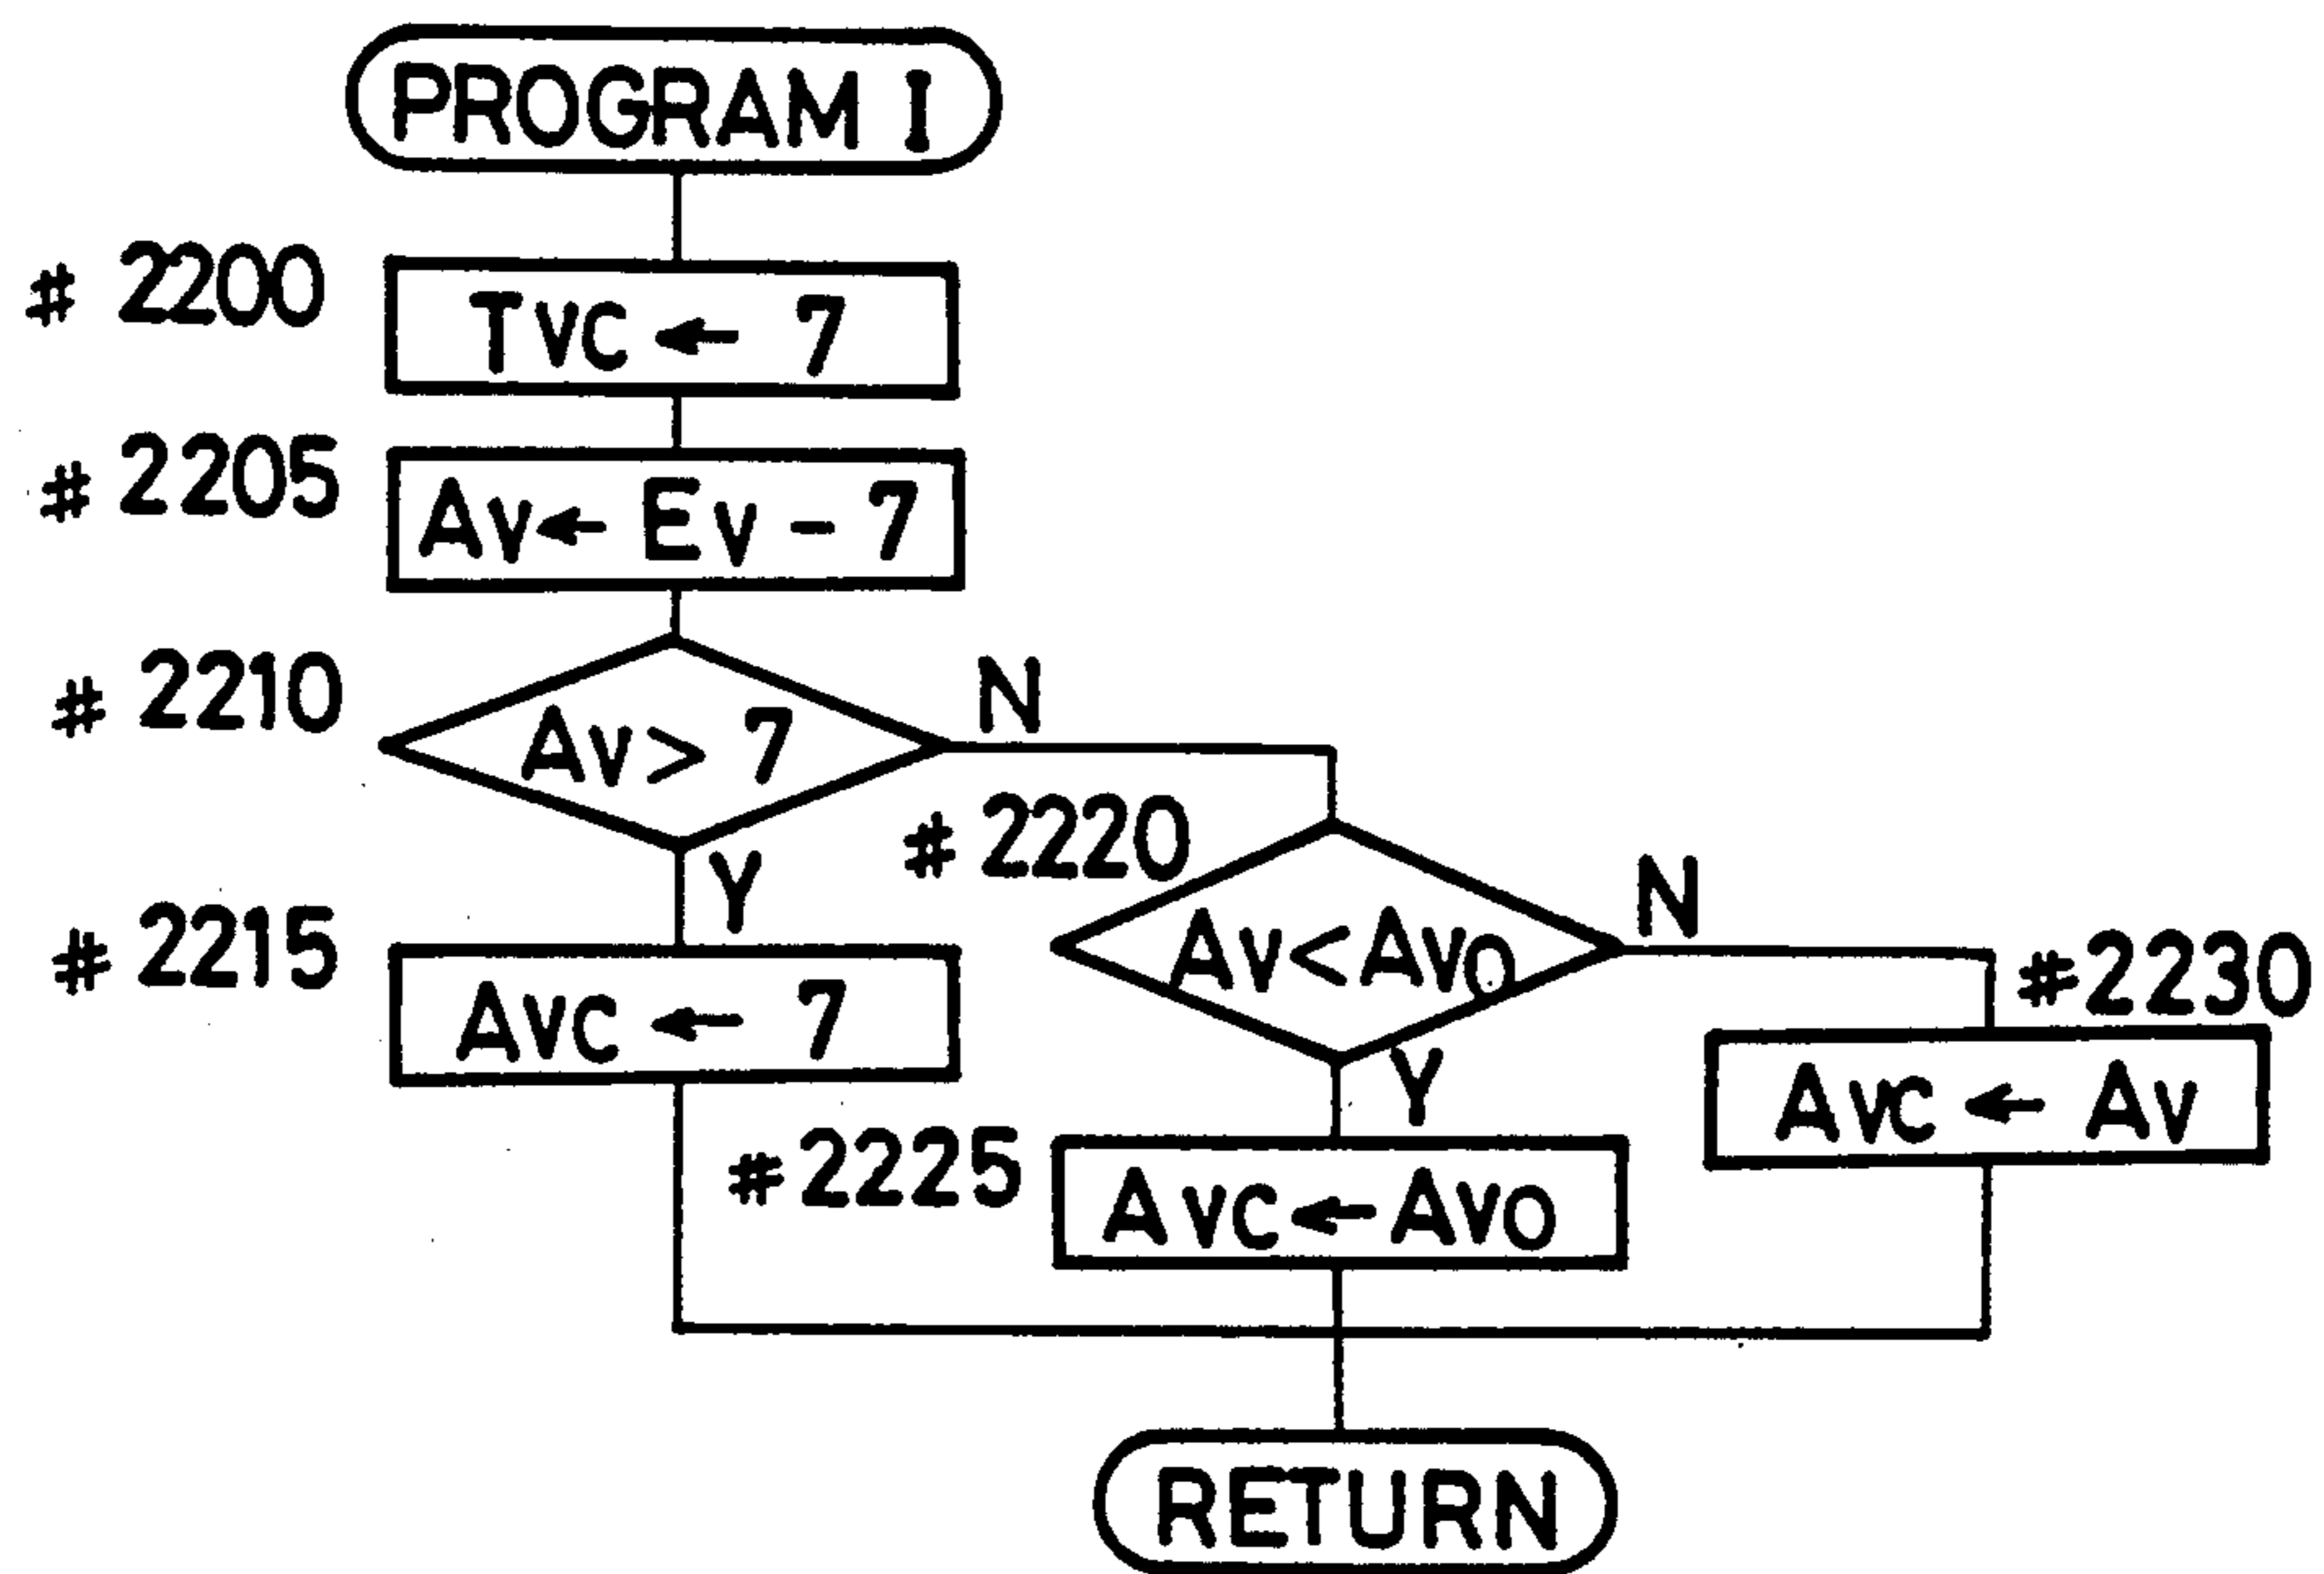 PROGRAM I
# 2200
TVC ← 7
# 2205
AV ← EV - 7
# 2210
AV > 7
N
Y
# 2215
AVC ← 7
# 2220
AV < AVO
N
Y
# 2225
AVC ← AVO
# 2230
AVC ← AV
RETURN